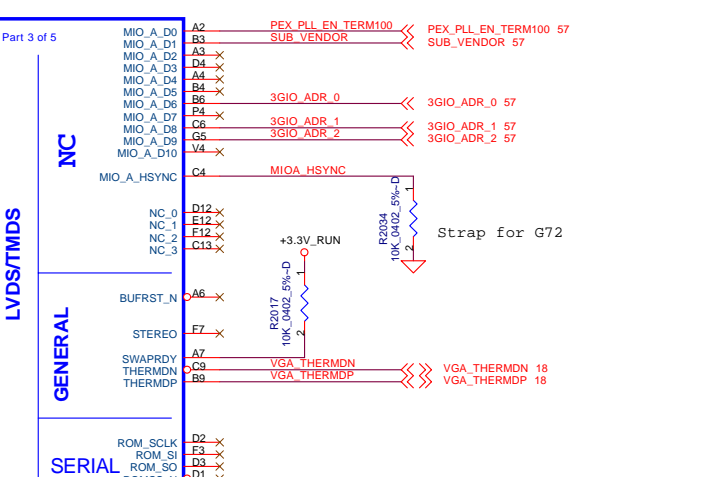 Part 3 of 5
MIO_A_D0 A2 PEX_PLL_EN_TERM100 PEX_PLL_EN_TERM100 57
MIO_A_D1 B3 SUB_VENDOR SUB_VENDOR 57
MIO_A_D2 A3
MIO_A_D3 D4
MIO_A_D4 A4
MIO_A_D5 B4
MIO_A_D6 B6 3GIO_ADR_0 3GIO_ADR_0 57
MIO_A_D7 P4
MIO_A_D8 C6 3GIO_ADR_1 3GIO_ADR_1 57
MIO_A_D9 G5 3GIO_ADR_2 3GIO_ADR_2 57
MIO_A_D10 V4
NC
MIO_A_HSYNC C4 MIOA_HSYNC
1
R2034
10K_0402_5%~D
2
Strap for G72
LVDS/TMDS
NC_0 D12
NC_1 E12
NC_2 F12
NC_3 C13
+3.3V_RUN
1
R2017
10K_0402_5%~D
2
GENERAL
BUFRST_N A6
STEREO F7
SWAPRDY A7
THERMDN C9 VGA_THERMDN VGA_THERMDN 18
THERMDP B9 VGA_THERMDP VGA_THERMDP 18
SERIAL
ROM_SCLK D2
ROM_SI F3
ROM_SO D3
D1